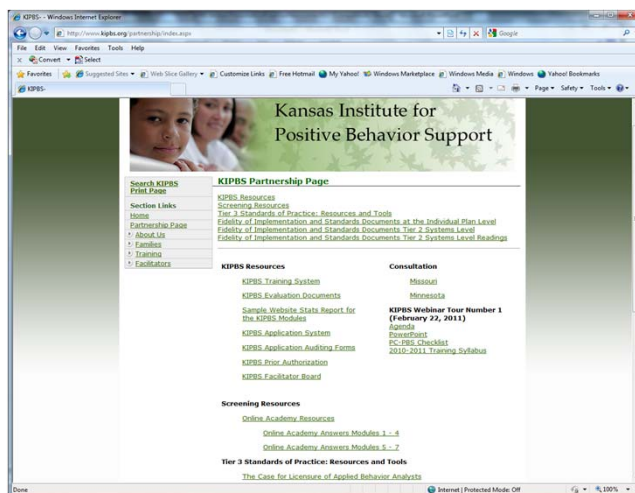 KIPBS- - Windows Internet Explorer
http://www.kipbs.org/partnership/index.aspx
Google
File Edit View Favorites Tools Help
x Convert Select
Favorites Suggested Sites Web Slice Gallery Customize Links Free Hotmail My Yahoo! Windows Marketplace Windows Media Windows Yahoo! Bookmarks
KIPBS-
Page Safety Tools
Kansas Institute for
Positive Behavior Support
Search KIPBS
Print Page
Section Links
Home
Partnership Page
About Us
Families
Training
Facilitators
KIPBS Partnership Page
KIPBS Resources
Screening Resources
Tier 3 Standards of Practice: Resources and Tools
Fidelity of Implementation and Standards Documents at the Individual Plan Level
Fidelity of Implementation and Standards Documents Tier 2 Systems Level
Fidelity of Implementation and Standards Documents Tier 2 Systems Level Readings
KIPBS Resources
KIPBS Training System
KIPBS Evaluation Documents
Sample Website Stats Report for
the KIPBS Modules
KIPBS Application System
KIPBS Application Auditing Forms
KIPBS Prior Authorization
KIPBS Facilitator Board
Consultation
Missouri
Minnesota
KIPBS Webinar Tour Number 1
(February 22, 2011)
Agenda
PowerPoint
PC-PBS Checklist
2010-2011 Training Syllabus
Screening Resources
Online Academy Resources
Online Academy Answers Modules 1 - 4
Online Academy Answers Modules 5 - 7
Tier 3 Standards of Practice: Resources and Tools
The Case for Licensure of Applied Behavior Analysts
Done
Internet | Protected Mode: Off
100%